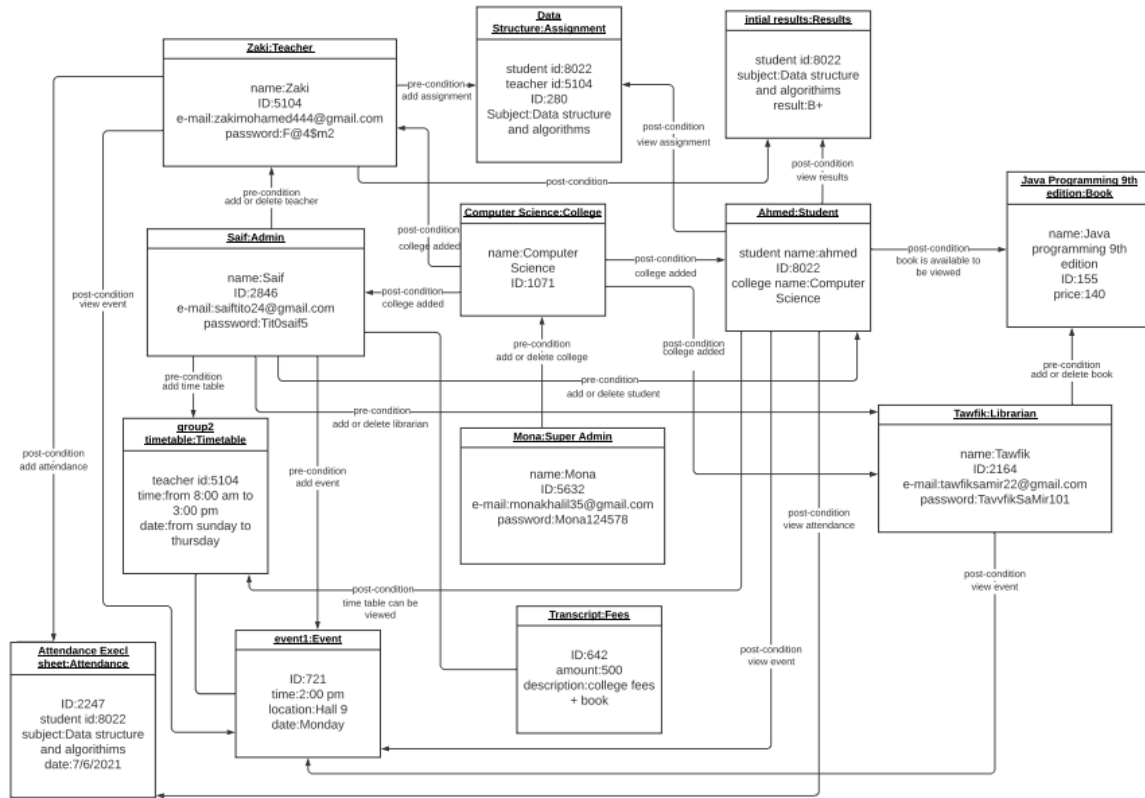 Data
Structure:Assignment
student id:8022
teacher id:5104
ID:280
Subject:Data structure
and algorithms
intial results:Results
student id:8022
subject:Data structure
and algorithims
result:B+
Zaki:Teacher
name:Zaki
ID:5104
e-mail:zakimohamed444@gmail.com
password:F@4$m2
pre-condition
add assignment
post-condition
view assignment
post-condition
view results
post-condition
pre-condition
add or delete teacher
Java Programming 9th
edition:Book
name:Java
programming 9th
edition
ID:155
price:140
Saif:Admin
name:Saif
ID:2846
e-mail:saiftito24@gmail.com
password:Tit0saif5
post-condition
college added
Computer Science:College
name:Computer
Science
ID:1071
post-condition
college added
Ahmed:Student
student name:ahmed
ID:8022
college name:Computer
Science
post-condition
book is available to
be viewed
post-condition
view event
post-condition
college added
pre-condition
add or delete college
post-condition
college added
pre-condition
add time table
pre-condition
add or delete student
pre-condition
add or delete book
pre-condition
add or delete librarian
group2
timetable:Timetable
teacher id:5104
time:from 8:00 am to
3:00 pm
date:from sunday to
thursday
post-condition
add attendance
pre-condition
add event
Mona:Super Admin
name:Mona
ID:5632
e-mail:monakhalil35@gmail.com
password:Mona124578
Tawfik:Librarian
name:Tawfik
ID:2164
e-mail:tawfiksamir22@gmail.com
password:TavvfikSaMir101
post-condition
view attendance
post-condition
view event
post-condition
time table can be
viewed
Transcript:Fees
ID:642
amount:500
description:college fees
+ book
post-condition
view event
event1:Event
ID:721
time:2:00 pm
location:Hall 9
date:Monday
Attendance Execl
sheet:Attendance
ID:2247
student id:8022
subject:Data structure
and algorithims
date:7/6/2021